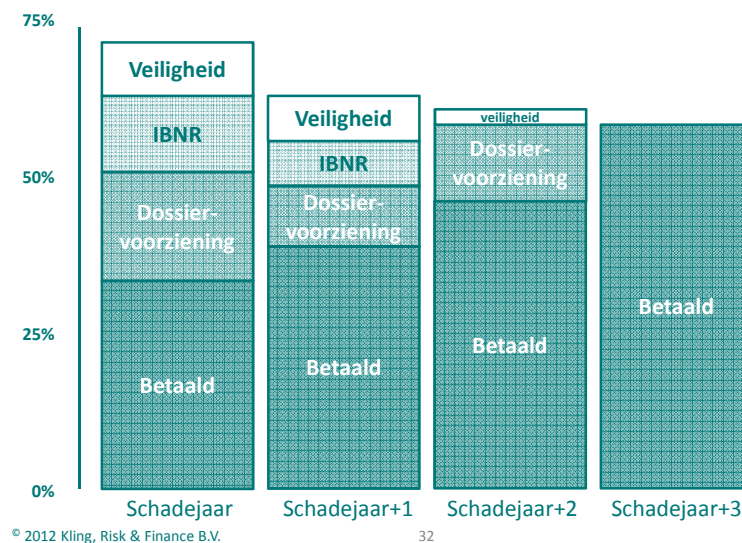 75%
50%
25%
0%
Veiligheid
IBNR
Dossier-
voorziening
Betaald
Veiligheid
IBNR
Dossier-
voorziening
Betaald
veiligheid
Dossier-
voorziening
Betaald
Betaald
Schadejaar
Schadejaar+1
Schadejaar+2
Schadejaar+3
© 2012 Kling, Risk & Finance B.V.
32